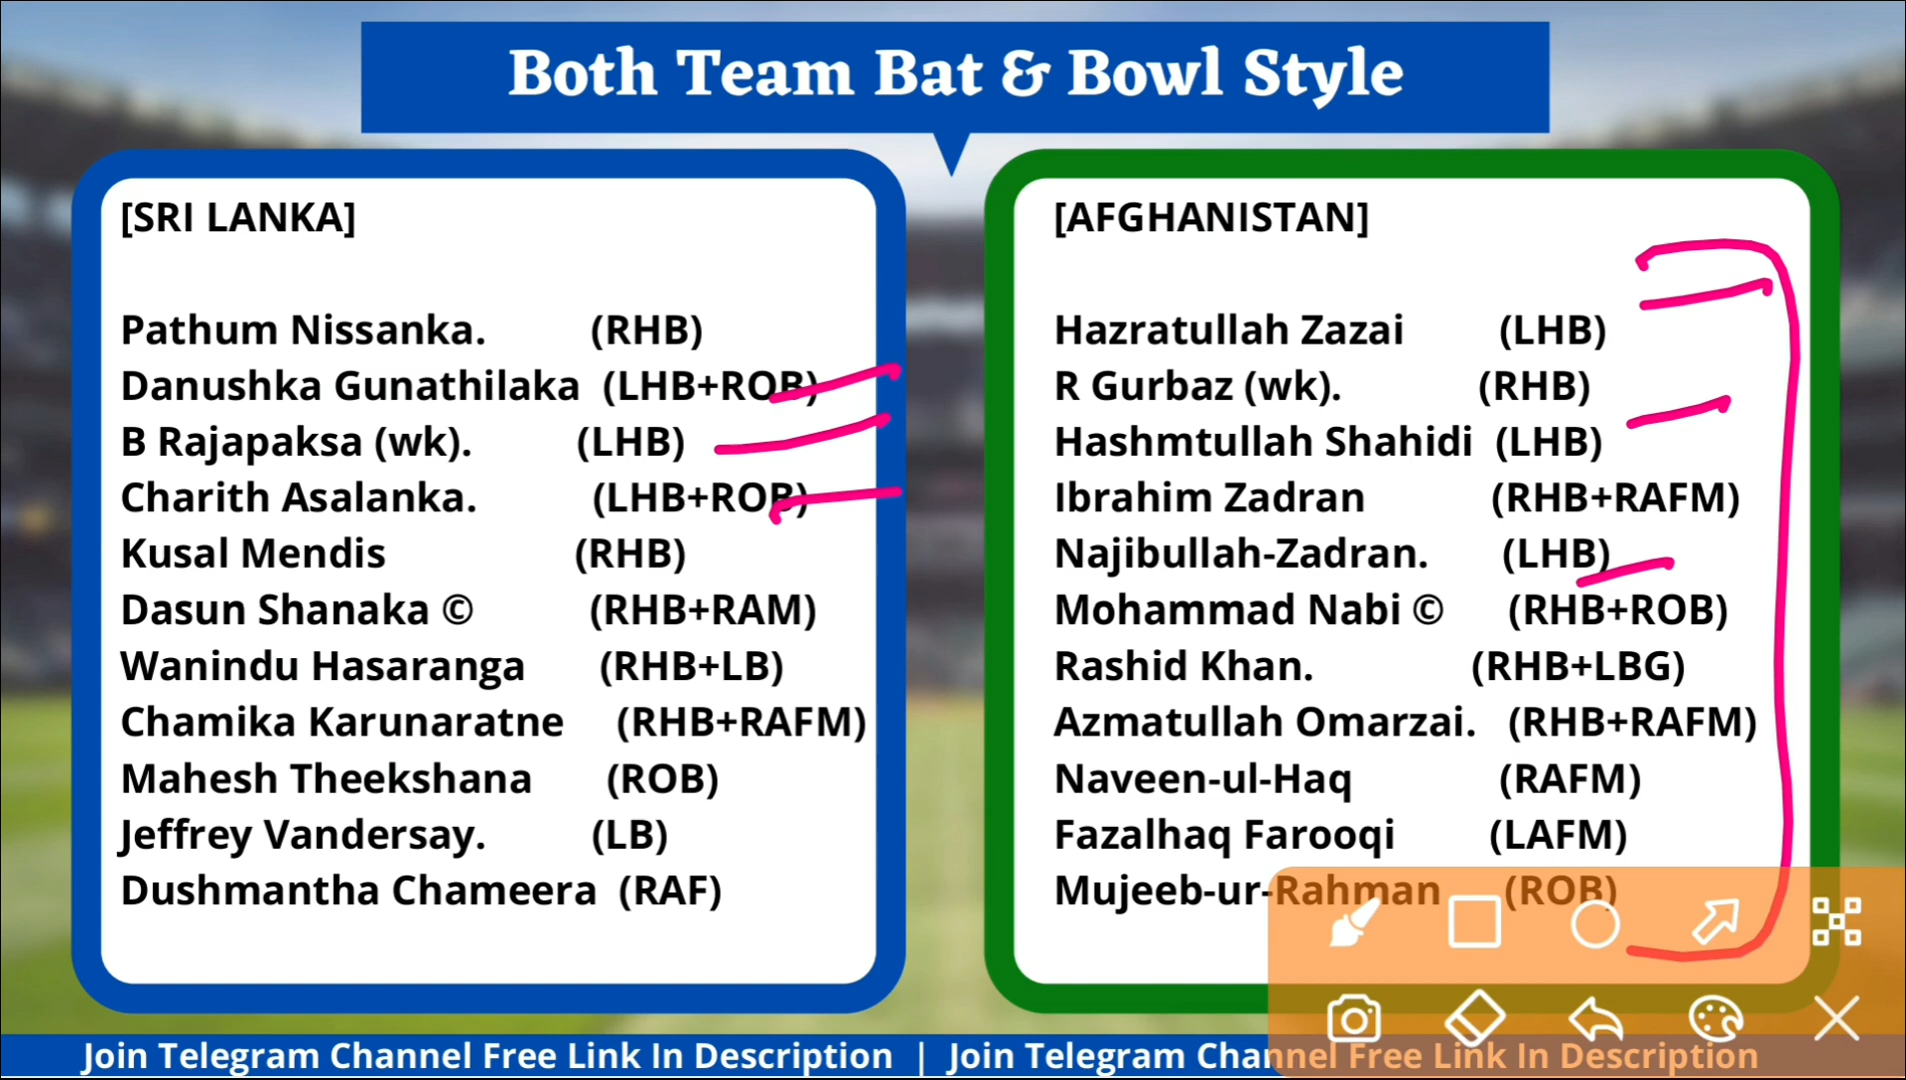 Both Team Bat & Bowl Style
[SRI LANKA]
Pathum Nissanka. (RHB)
Danushka Gunathilaka (LHB+ROB)
B Rajapaksa (wk). (LHB)
Charith Asalanka. (LHB+ROB)
Kusal Mendis (RHB)
Dasun Shanaka © (RHB+RAM)
Wanindu Hasaranga (RHB+LB)
Chamika Karunaratne (RHB+RAFM)
Mahesh Theekshana (ROB)
Jeffrey Vandersay. (LB)
Dushmantha Chameera (RAF)
[AFGHANISTAN]
Hazratullah Zazai (LHB)
R Gurbaz (wk). (RHB)
Hashmtullah Shahidi (LHB)
Ibrahim Zadran (RHB+RAFM)
Najibullah-Zadran. (LHB)
Mohammad Nabi © (RHB+ROB)
Rashid Khan. (RHB+LBG)
Azmatullah Omarzai. (RHB+RAFM)
Naveen-ul-Haq (RAFM)
Fazalhaq Farooqi (LAFM)
Mujeeb-ur-Rahman (ROB)
Join Telegram Channel Free Link In Description | Join Telegram Channel Free Link In Description